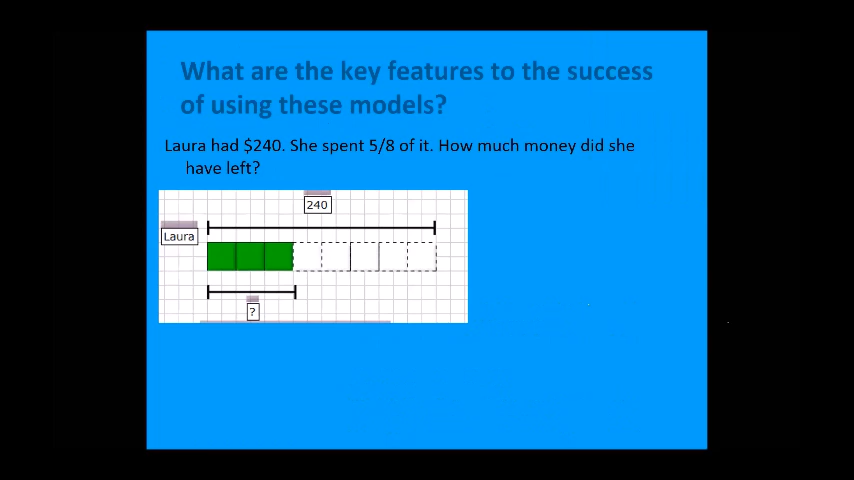 What are the key features to the success
of using these models?
Laura had $240. She spent 5/8 of it. How much money did she
have left?
240
Laura
?